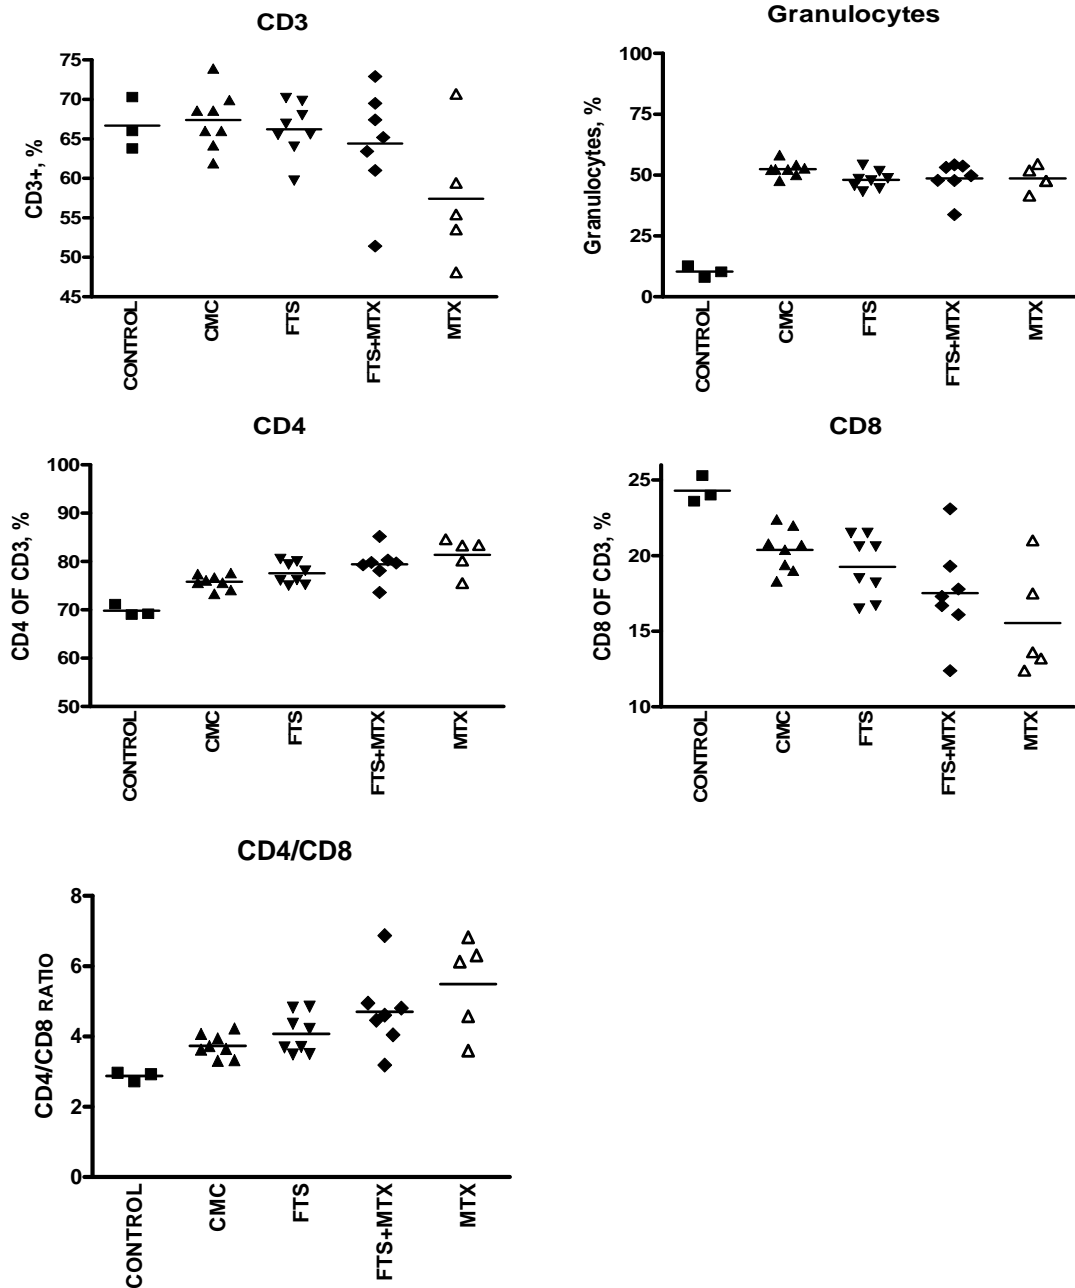 CD3
CD3+, %
75
70
65
60
55
50
45
CONTROL
CMC
FTS
FTS+MTX
MTX
Granulocytes
Granulocytes, %
100
75
50
25
0
CONTROL
CMC
FTS
FTS+MTX
MTX
CD4
CD4 OF CD3, %
100
90
80
70
60
50
CONTROL
CMC
FTS
FTS+MTX
MTX
CD8
CD8 OF CD3, %
25
20
15
10
CONTROL
CMC
FTS
FTS+MTX
MTX
CD4/CD8
CD4/CD8 RATIO
8
6
4
2
0
CONTROL
CMC
FTS
FTS+MTX
MTX